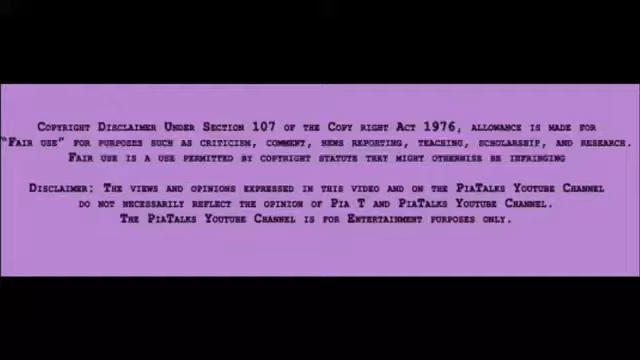 Copyright Disclaimer Under Section 107 of the Copy right Act 1976, allowance is made for
"Fair use" for purposes such as criticism, comment, news reporting, teaching, scholarship, and research.
Fair use is a use permitted by copyright statute that might otherwise be infringing
Disclaimer: The views and opinions expressed in this video and on the PiaTalks Youtube Channel
do not necessarily reflect the opinion of Pia T and PiaTalks Youtube Channel.
The PiaTalks Youtube Channel is for Entertainment purposes only.